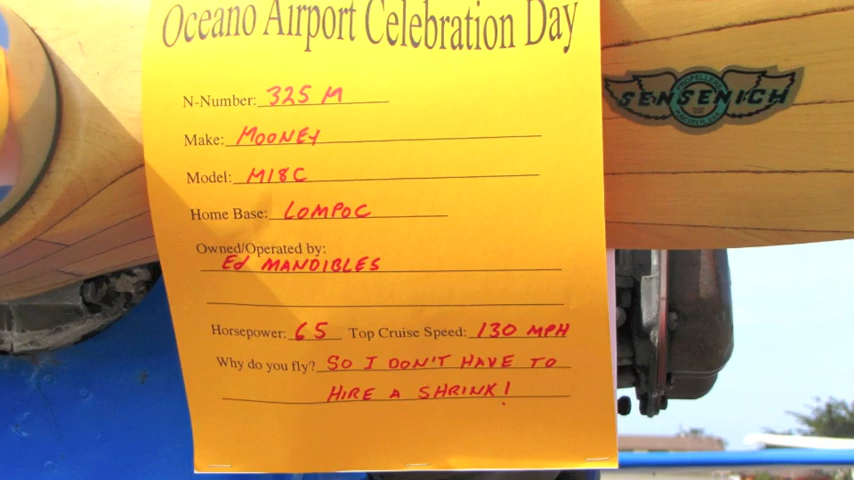 Oceano Airport Celebration Day
N-Number: 325 M
Make: MOONEY
Model: M18C
Home Base: LOMPOC
Owned/Operated by:
Ed MANDIBLES
Horsepower: 65 Top Cruise Speed: 130 MPH
Why do you fly? SO I DON'T HAVE TO
HIRE A SHRINK!
PROPELLERS
SENSENICH